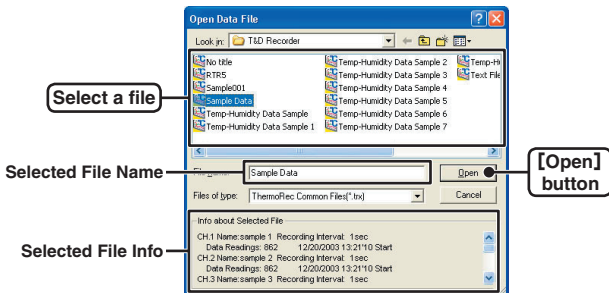 Open Data File
Look in: T&D Recorder
No title
RTR5
Sample001
Sample Data
Temp-Humidity Data Sample
Temp-Humidity Data Sample 1
Temp-Humidity Data Sample 2
Temp-Humidity Data Sample 3
Temp-Humidity Data Sample 4
Temp-Humidity Data Sample 5
Temp-Humidity Data Sample 6
Temp-Humidity Data Sample 7
Temp-H
Text File
Select a file
Selected File Name
Sample Data
Open
[Open]
button
Files of type: ThermoRec Common Files(*.trx)
Cancel
Info about Selected File
Selected File Info
CH.1 Name:sample 1 Recording Interval: 1sec
Data Readings: 862 12/20/2003 13:21'10 Start
CH.2 Name:sample 2 Recording Interval: 1sec
Data Readings: 862 12/20/2003 13:21'10 Start
CH.3 Name:sample 3 Recording Interval: 1sec